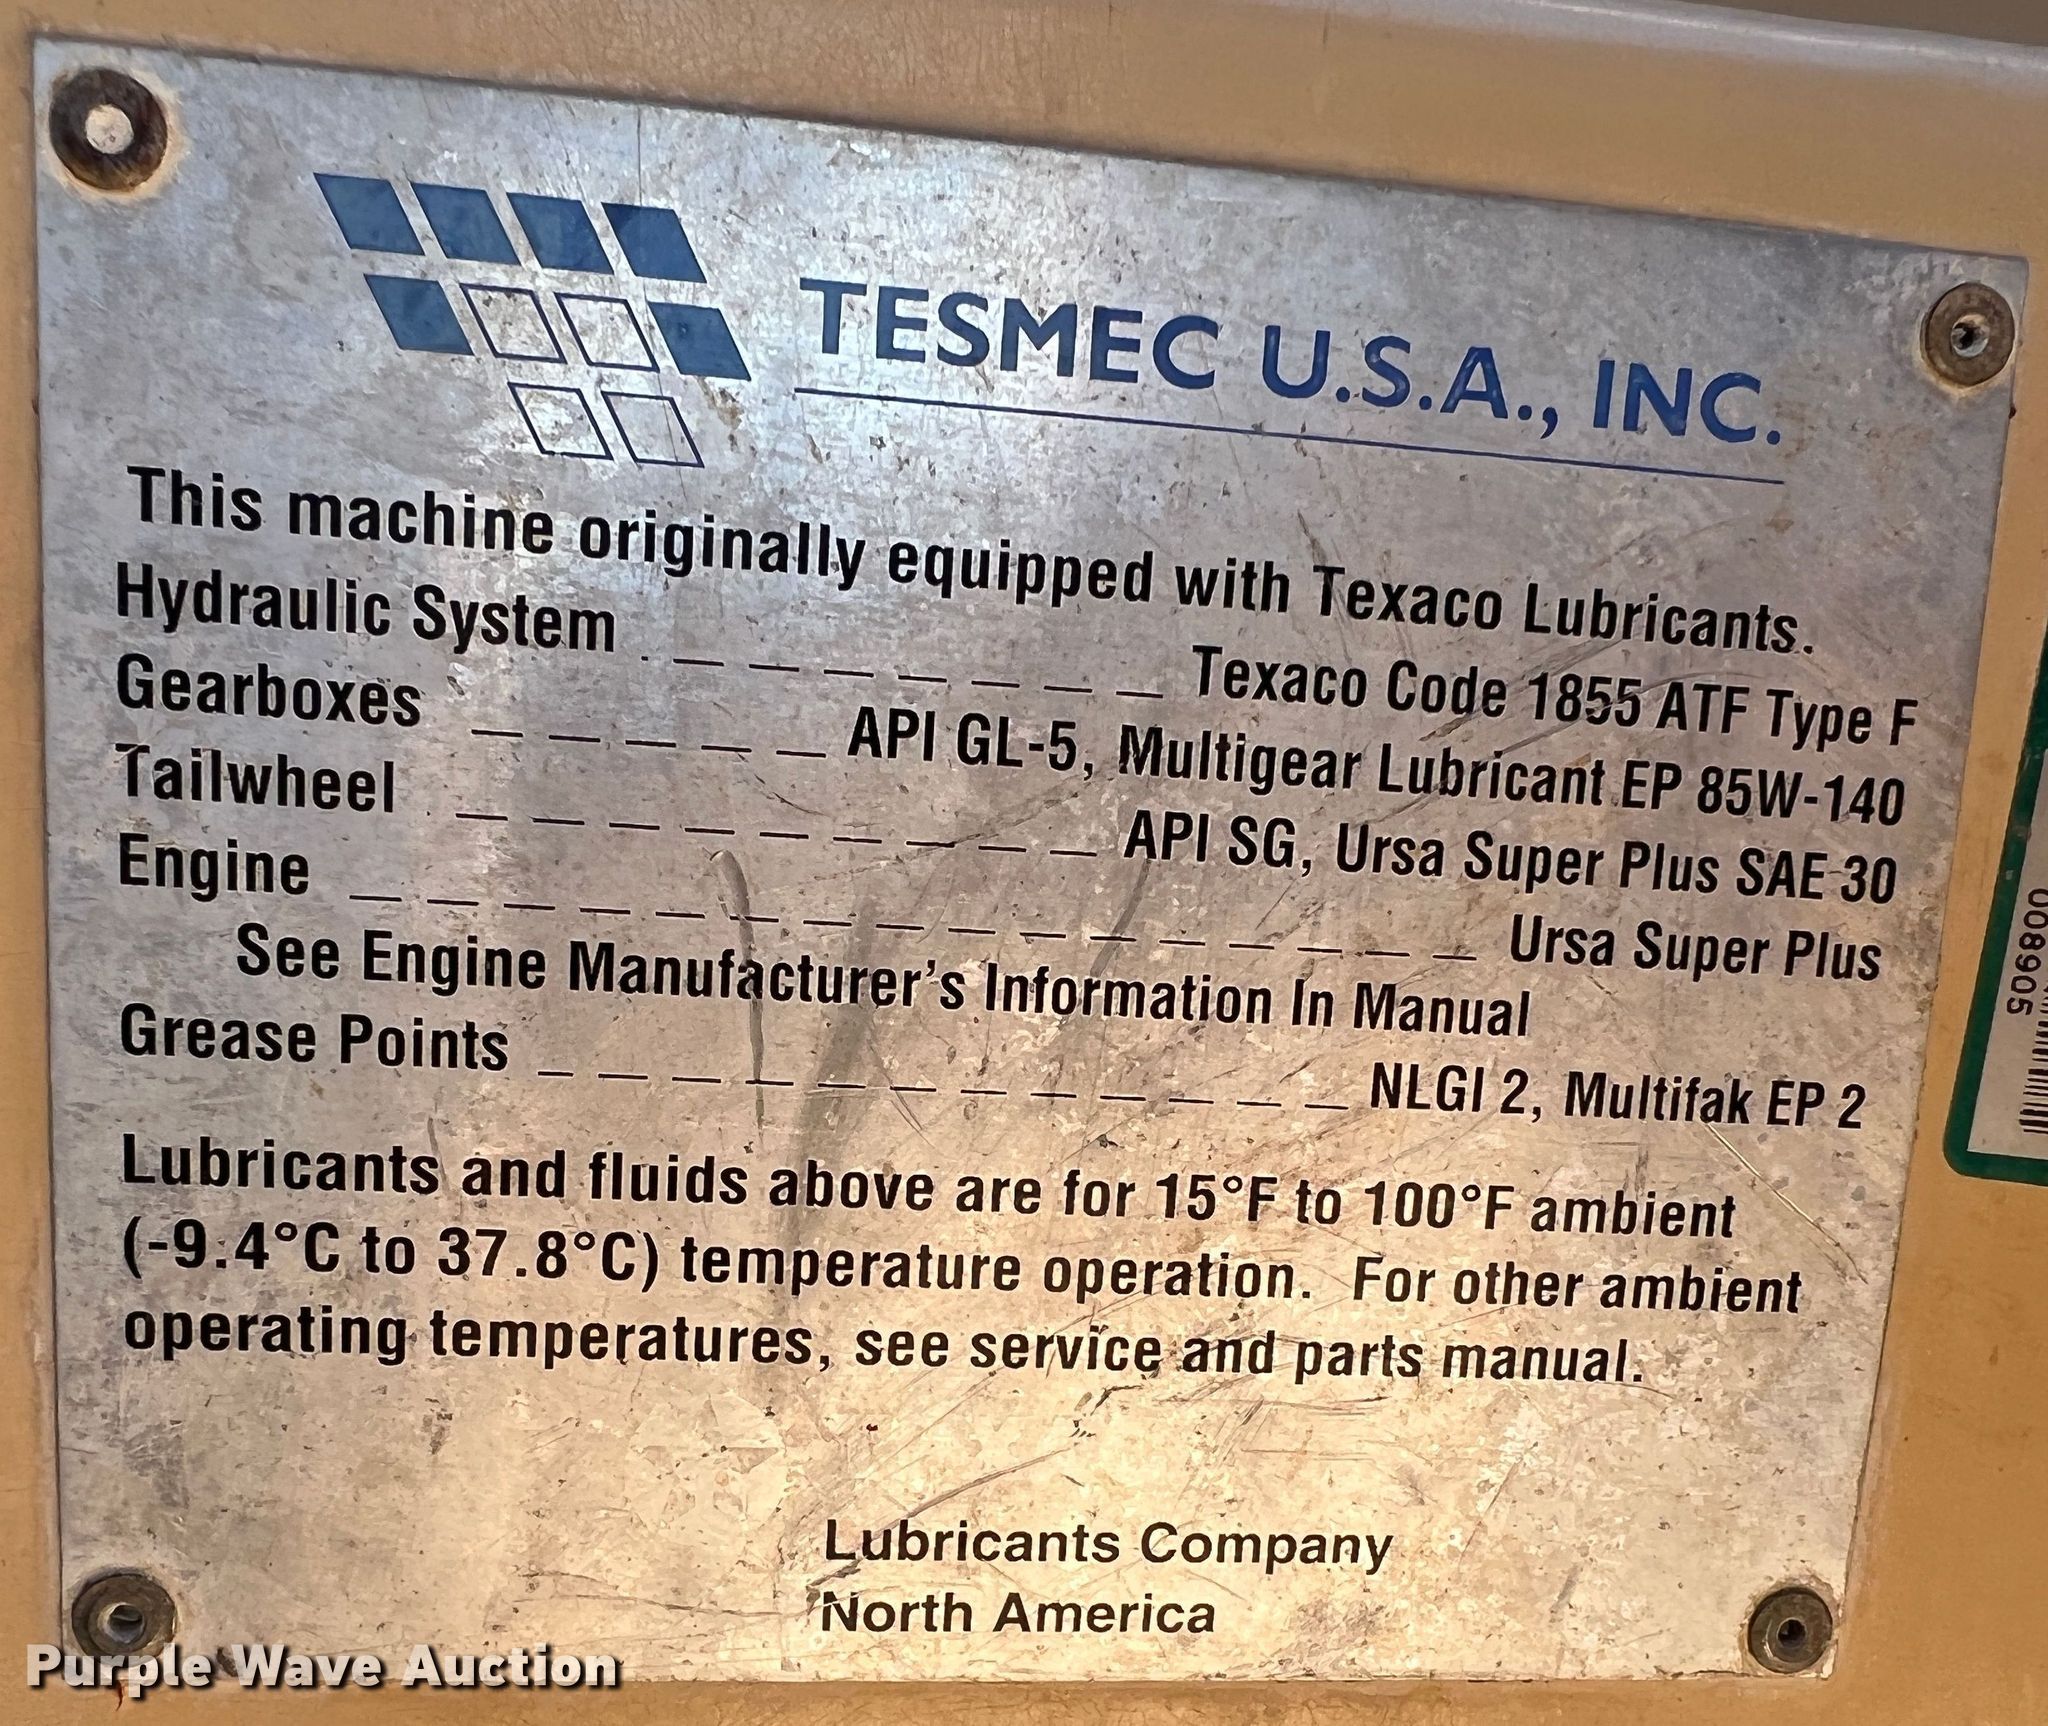 TESMEC U.S.A., INC.
This machine originally equipped with Texaco Lubricants.
Hydraulic System _ _ _ _ _ _ _ Texaco Code 1855 ATF Type F
Gearboxes _ _ _ _ _ API GL-5, Multigear Lubricant EP 85W-140
Tailwheel _ _ _ _ _ _ _ _ _ API SG, Ursa Super Plus SAE 30
Engine _ _ _ _ _ _ _ _ _ _ _ _ _ _ _ Ursa Super Plus
See Engine Manufacturer's Information In Manual
Grease Points _ _ _ _ _ _ _ _ _ _ _ _ NLGI 2, Multifak EP 2
Lubricants and fluids above are for 15°F to 100°F ambient
(-9.4°C to 37.8°C) temperature operation. For other ambient
operating temperatures, see service and parts manual.
Lubricants Company
North America
008905
Purple Wave Auction